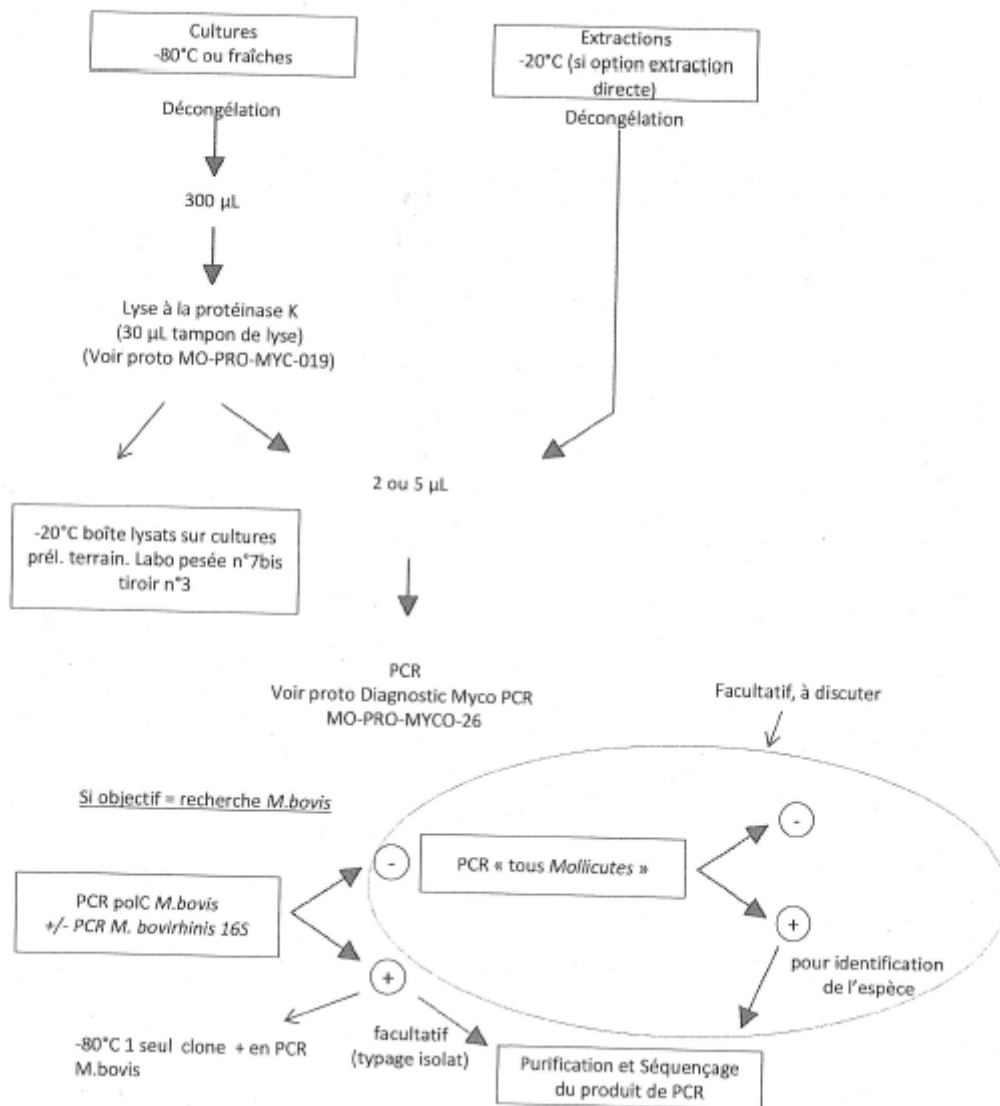 Cultures
-80°C ou fraîches
Extractions
-20°C (si option extraction
directe)
Décongélation
Décongélation
300 µL
Lyse à la protéinase K
(30 µL tampon de lyse)
(Voir proto MO-PRO-MYC-019)
2 ou 5 µL
-20°C boîte lysats sur cultures
prél. terrain. Labo pesée n°7bis
tiroir n°3
PCR
Voir proto Diagnostic Myco PCR
MO-PRO-MYCO-26
Facultatif, à discuter
Si objectif = recherche M.bovis
-
-
PCR « tous Mollicutes »
PCR polC M.bovis
+/- PCR M. bovirhinis 16S
+
+
pour identification
de l'espèce
-80°C 1 seul clone + en PCR
M.bovis
facultatif
(typage isolat)
Purification et Séquençage
du produit de PCR